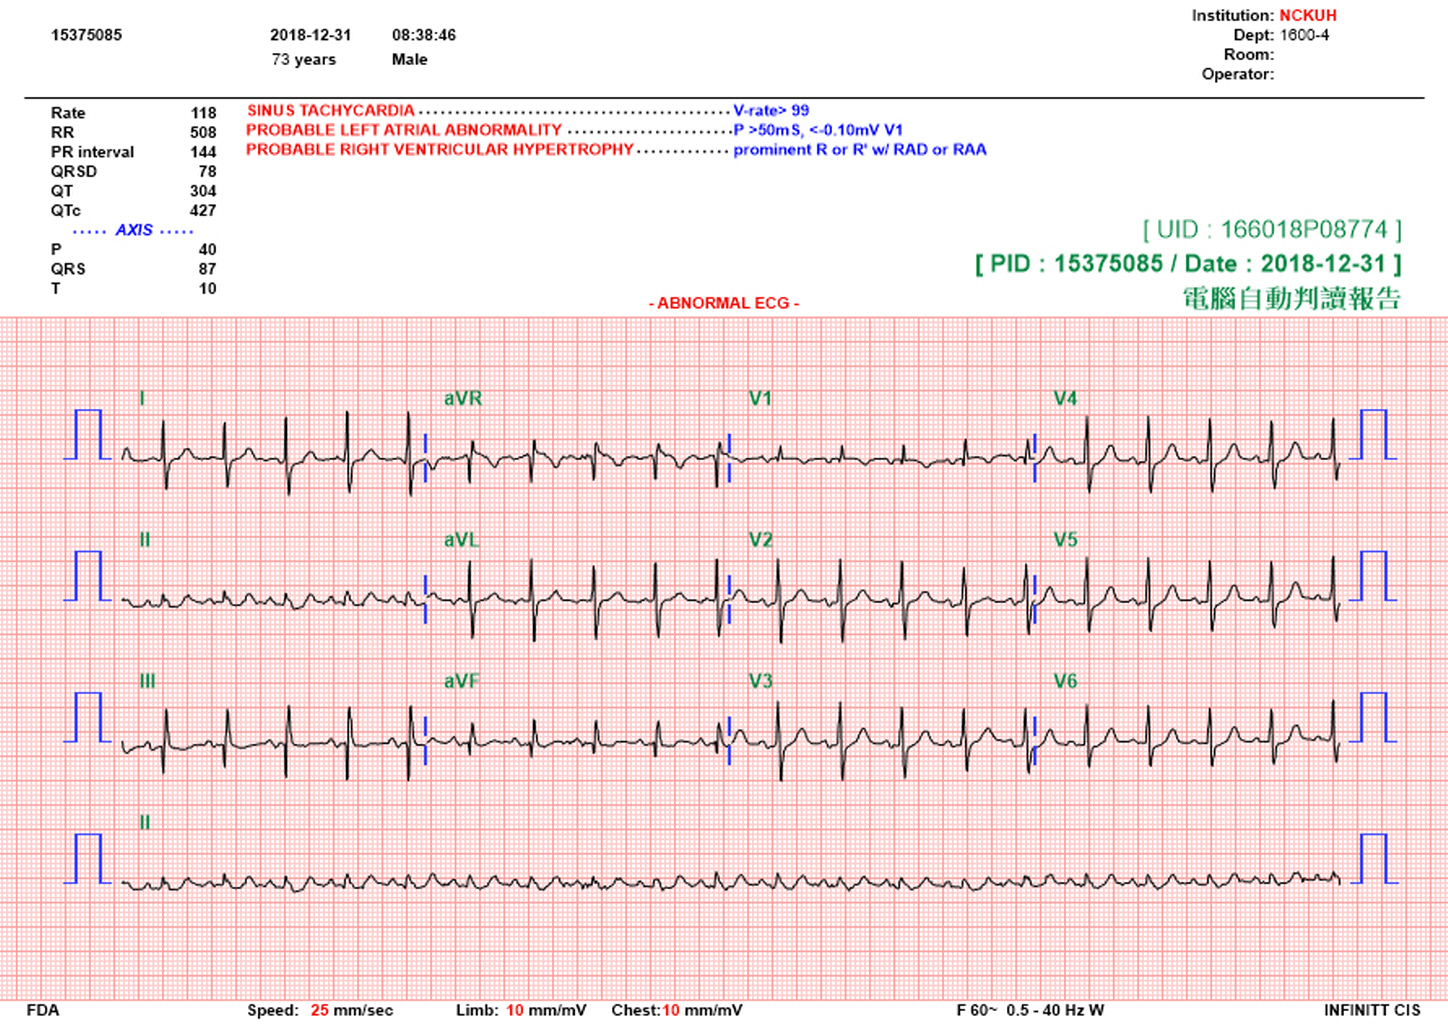 15375085 2018-12-31 08:38:46
73 years Male
Institution: NCKUH
Dept: 1600-4
Room:
Operator:
Rate 118
RR 508
PR interval 144
QRSD 78
QT 304
QTc 427
····· AXIS ·····
P 40
QRS 87
T 10
SINUS TACHYCARDIA ·································· V-rate> 99
PROBABLE LEFT ATRIAL ABNORMALITY ·················· P >50mS, <-0.10mV V1
PROBABLE RIGHT VENTRICULAR HYPERTROPHY ·········· prominent R or R' w/ RAD or RAA
[ UID : 166018P08774 ]
[ PID : 15375085 / Date : 2018-12-31 ]
電腦自動判讀報告
- ABNORMAL ECG -
I aVR V1 V4
II aVL V2 V5
III aVF V3 V6
II
FDA Speed: 25 mm/sec Limb: 10 mm/mV Chest:10 mm/mV F 60~ 0.5 - 40 Hz W INFINITT CIS